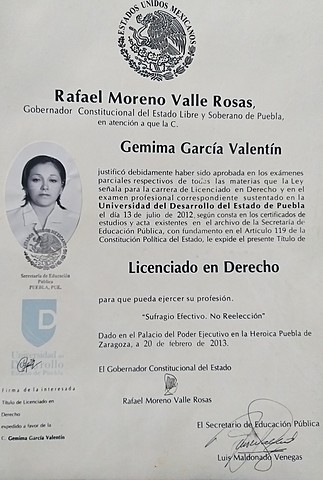 ESTADOS UNIDOS MEXICANOS
Rafael Moreno Valle Rosas,
Gobernador Constitucional del Estado Libre y Soberano de Puebla,
en atención a que la C.
Gemima García Valentín
justificó debidamente haber sido aprobada en los exámenes
parciales respectivos de todas las materias que la Ley
señala para la carrera de Licenciado en Derecho y en el
examen profesional correspondiente sustentado en la
Universidad del Desarrollo del Estado de Puebla
el día 13 de julio de 2012, según consta en los certificados de
estudios y acta existentes en el archivo de la Secretaría de
Educación Pública, con fundamento en el Artículo 119 de la
Constitución Política del Estado, le expide el presente Título de
Secretaría de Educación
Pública
PUEBLA, PUE.
Licenciado en Derecho
para que pueda ejercer su profesión.
"Sufragio Efectivo. No Reelección"
Dado en el Palacio del Poder Ejecutivo en la Heroica Puebla de
Zaragoza, a 20 de febrero de 2013.
D
Universidad del
Desarrollo
Firma de la interesada
Título de Licenciado en
Derecho
expedido a favor de la
C. Gemima García Valentín
El Gobernador Constitucional del Estado
Rafael Moreno Valle Rosas
El Secretario de Educación Pública
Luis Maldonado Venegas